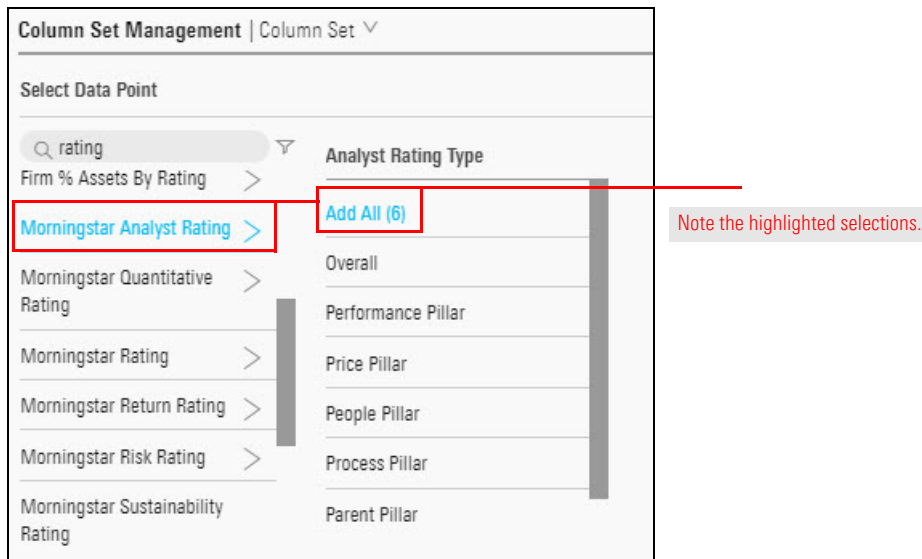 Column Set Management | Column Set
Select Data Point
rating
Firm % Assets By Rating
Morningstar Analyst Rating
Morningstar Quantitative
Rating
Morningstar Rating
Morningstar Return Rating
Morningstar Risk Rating
Morningstar Sustainability
Rating
Analyst Rating Type
Add All (6)
Overall
Performance Pillar
Price Pillar
People Pillar
Process Pillar
Parent Pillar
Note the highlighted selections.